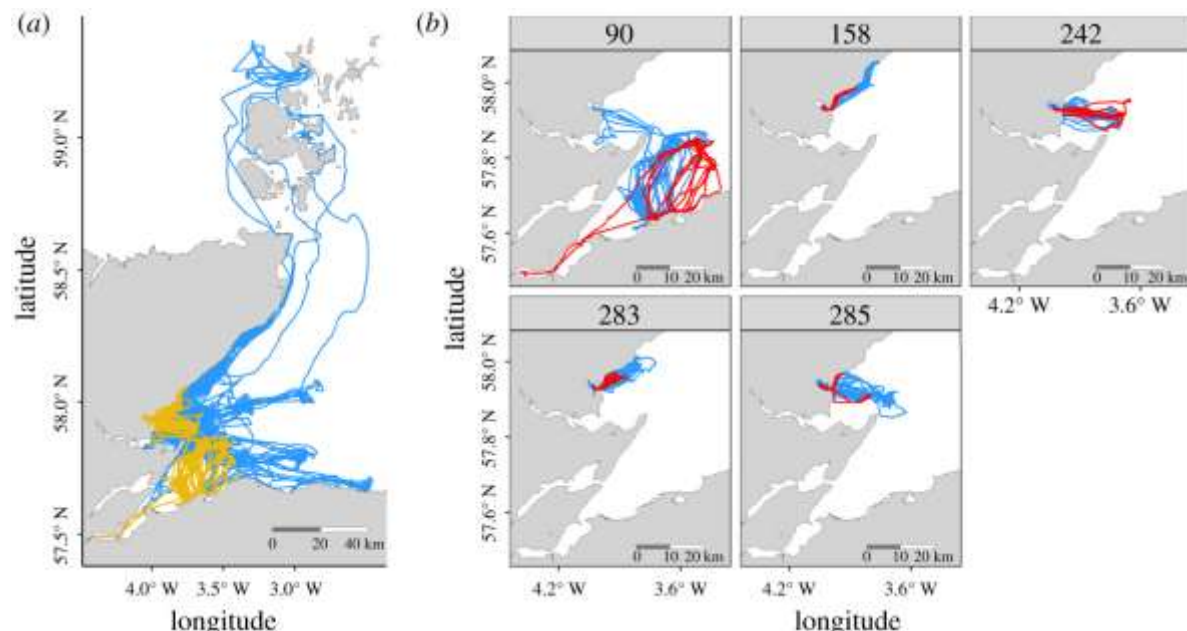 (a)
latitude
59.0° N
58.5° N
58.0° N
57.5° N
0 20 40 km
4.0° W 3.5° W 3.0° W
longitude
(b)
90 158 242
latitude
58.0° N
57.8° N
57.6° N
0 10 20 km
0 10 20 km
0 10 20 km
4.2° W 3.6° W
283 285
58.0° N
57.8° N
57.6° N
0 10 20 km
0 10 20 km
4.2° W 3.6° W 4.2° W 3.6° W
longitude